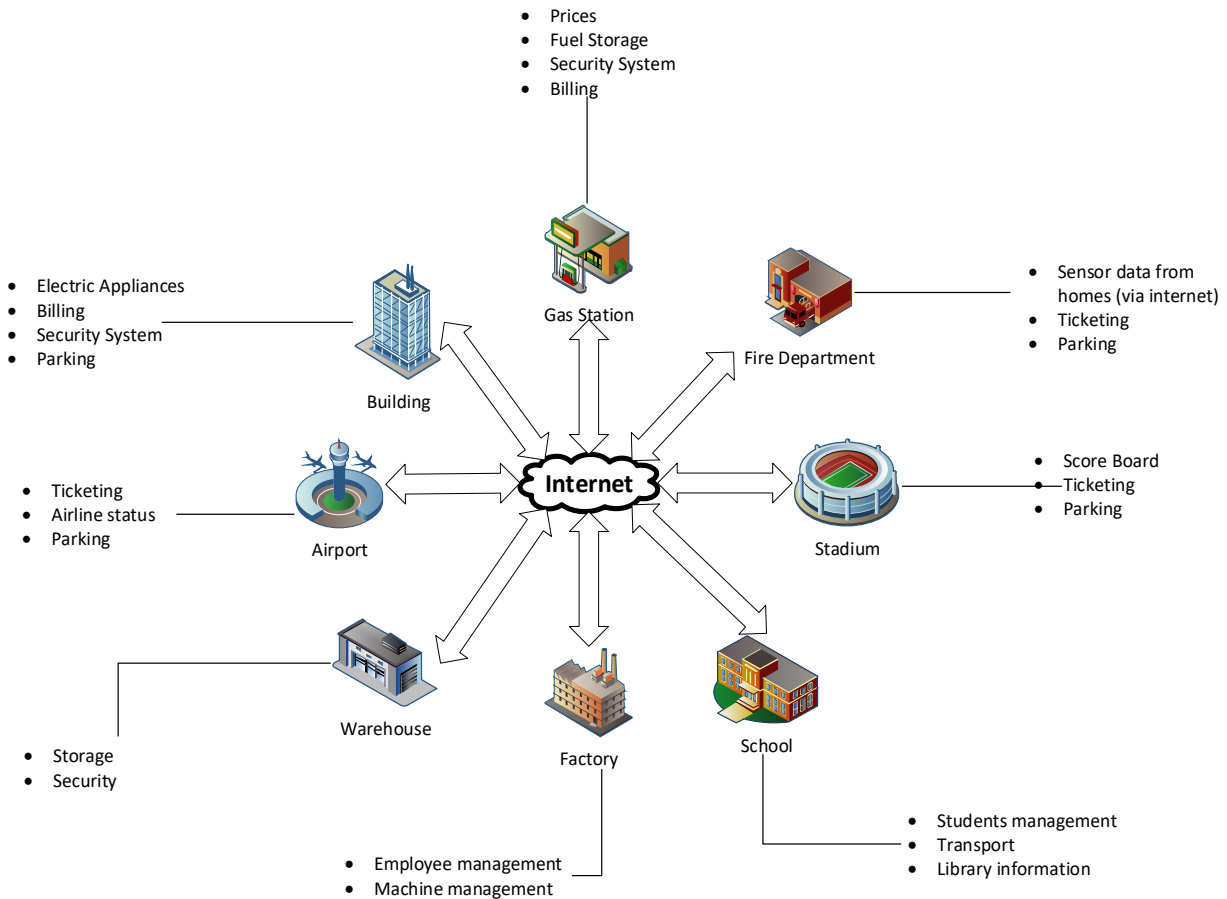 • Prices
• Fuel Storage
• Security System
• Billing
Gas Station
• Electric Appliances
• Billing
• Security System
• Parking
Building
Fire Department
• Sensor data from
homes (via internet)
• Ticketing
• Parking
• Ticketing
• Airline status
• Parking
Airport
Internet
Stadium
• Score Board
• Ticketing
• Parking
Warehouse
• Storage
• Security
Factory
• Employee management
• Machine management
School
• Students management
• Transport
• Library information